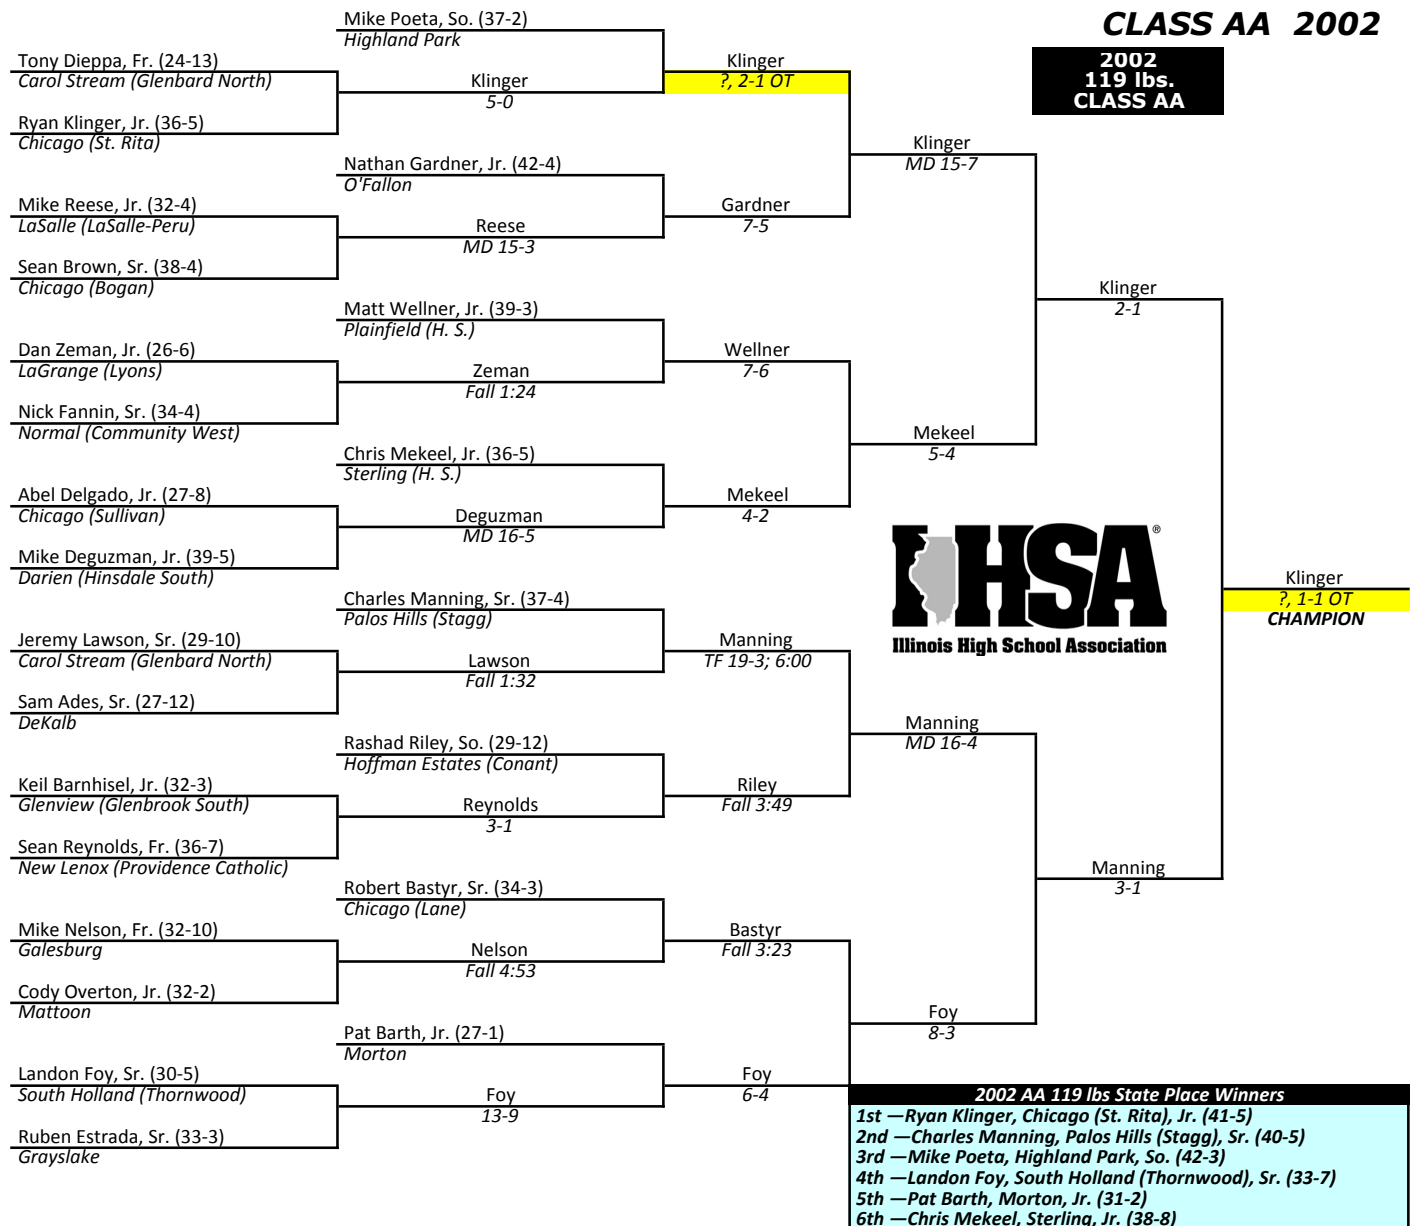 CLASS AA  2002
2002
119 lbs.
CLASS AA
Mike Poeta, So. (37-2)
Highland Park
Tony Dieppa, Fr. (24-13)
Carol Stream (Glenbard North)
Klinger
5-0
Klinger
?, 2-1 OT
Ryan Klinger, Jr. (36-5)
Chicago (St. Rita)
Klinger
MD 15-7
Nathan Gardner, Jr. (42-4)
O'Fallon
Mike Reese, Jr. (32-4)
LaSalle (LaSalle-Peru)
Reese
MD 15-3
Gardner
7-5
Sean Brown, Sr. (38-4)
Chicago (Bogan)
Klinger
2-1
Matt Wellner, Jr. (39-3)
Plainfield (H. S.)
Dan Zeman, Jr. (26-6)
LaGrange (Lyons)
Zeman
Fall 1:24
Wellner
7-6
Nick Fannin, Sr. (34-4)
Normal (Community West)
Mekeel
5-4
Chris Mekeel, Jr. (36-5)
Sterling (H. S.)
Abel Delgado, Jr. (27-8)
Chicago (Sullivan)
Deguzman
MD 16-5
Mekeel
4-2
Mike Deguzman, Jr. (39-5)
Darien (Hinsdale South)
IHSA®
Illinois High School Association
Klinger
?, 1-1 OT
CHAMPION
Charles Manning, Sr. (37-4)
Palos Hills (Stagg)
Jeremy Lawson, Sr. (29-10)
Carol Stream (Glenbard North)
Lawson
Fall 1:32
Manning
TF 19-3; 6:00
Sam Ades, Sr. (27-12)
DeKalb
Manning
MD 16-4
Rashad Riley, So. (29-12)
Hoffman Estates (Conant)
Keil Barnhisel, Jr. (32-3)
Glenview (Glenbrook South)
Reynolds
3-1
Riley
Fall 3:49
Sean Reynolds, Fr. (36-7)
New Lenox (Providence Catholic)
Manning
3-1
Robert Bastyr, Sr. (34-3)
Chicago (Lane)
Mike Nelson, Fr. (32-10)
Galesburg
Nelson
Fall 4:53
Bastyr
Fall 3:23
Cody Overton, Jr. (32-2)
Mattoon
Foy
8-3
Pat Barth, Jr. (27-1)
Morton
Landon Foy, Sr. (30-5)
South Holland (Thornwood)
Foy
13-9
Foy
6-4
Ruben Estrada, Sr. (33-3)
Grayslake
2002 AA 119 lbs State Place Winners
1st —Ryan Klinger, Chicago (St. Rita), Jr. (41-5)
2nd —Charles Manning, Palos Hills (Stagg), Sr. (40-5)
3rd —Mike Poeta, Highland Park, So. (42-3)
4th —Landon Foy, South Holland (Thornwood), Sr. (33-7)
5th —Pat Barth, Morton, Jr. (31-2)
6th —Chris Mekeel, Sterling, Jr. (38-8)